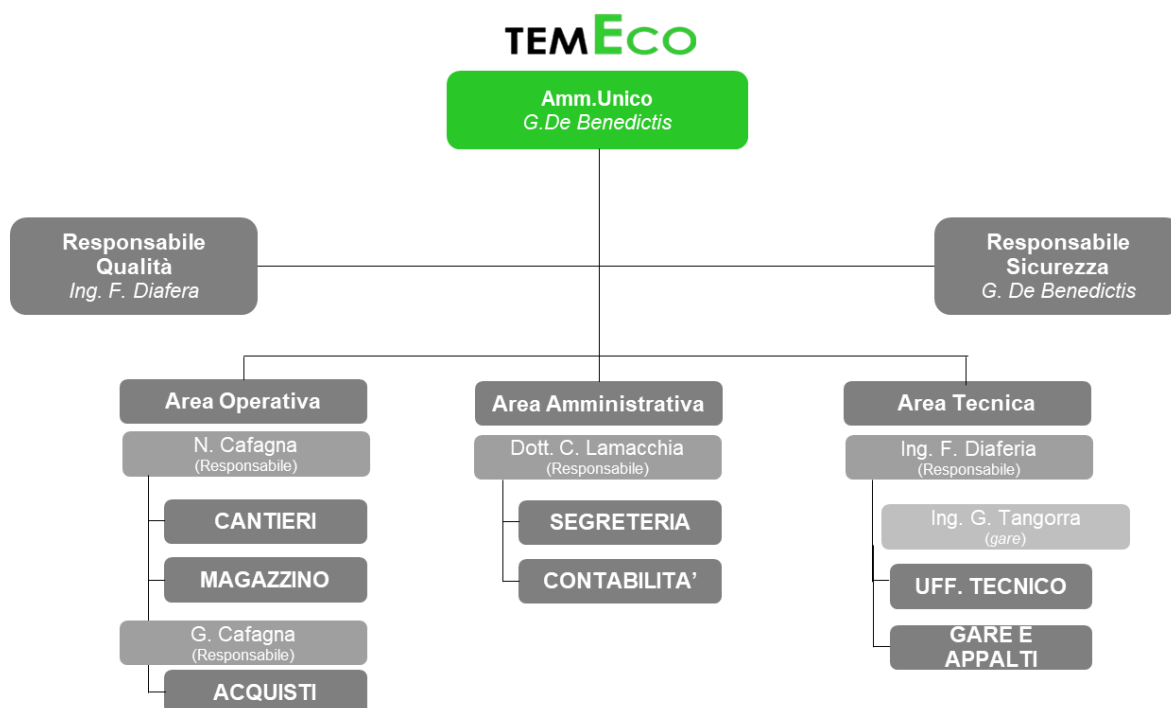 TEMECO
Amm.Unico
G.De Benedictis
Responsabile
Qualità
Ing. F. Diafera
Responsabile
Sicurezza
G. De Benedictis
Area Operativa
N. Cafagna
(Responsabile)
CANTIERI
MAGAZZINO
G. Cafagna
(Responsabile)
ACQUISTI
Area Amministrativa
Dott. C. Lamacchia
(Responsabile)
SEGRETERIA
CONTABILITA’
Area Tecnica
Ing. F. Diaferia
(Responsabile)
Ing. G. Tangorra
(gare)
UFF. TECNICO
GARE E
APPALTI